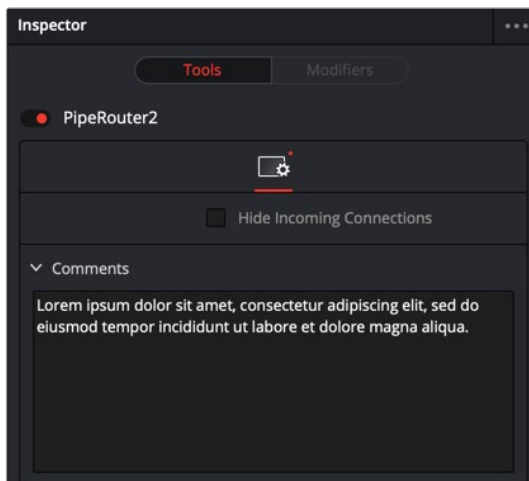 Inspector
Tools Modifiers
PipeRouter2
Hide Incoming Connections
Comments
Lorem ipsum dolor sit amet, consectetur adipiscing elit, sed do
eiusmod tempor incididunt ut labore et dolore magna aliqua.